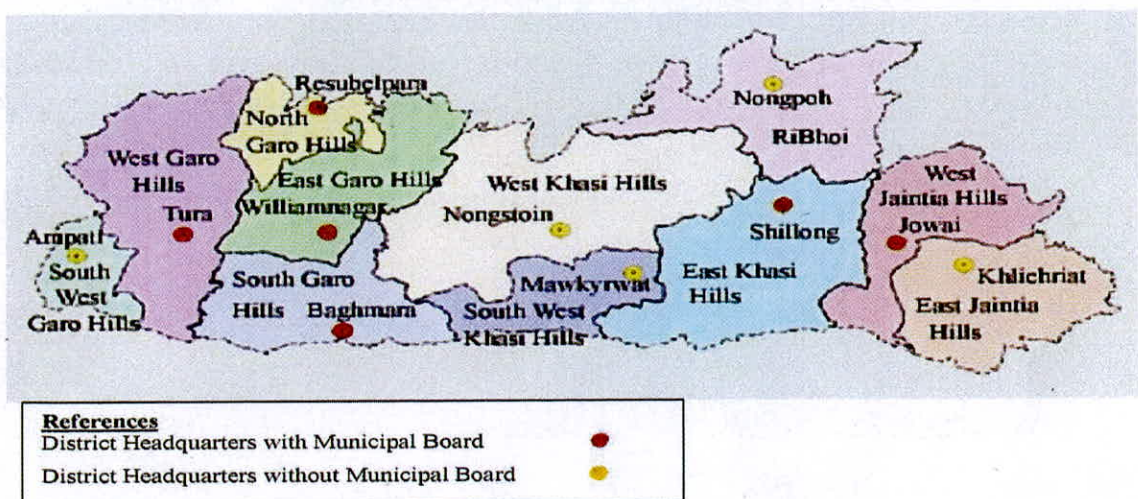 Resubelpara
North
Garo Hills
West Garo
Hills
Tura
East Garo Hills
Williamnagar
Ampati
South
West
Garo Hills
South Garo
Hills
Baghmara
West Khasi Hills
Nongstoin
Mawkyrwat
South West
Khasi Hills
Nongpoh
RiBhoi
Shillong
East Khasi
Hills
West
Jaintia Hills
Jowai
Khlichriat
East Jaintia
Hills
References
District Headquarters with Municipal Board
District Headquarters without Municipal Board